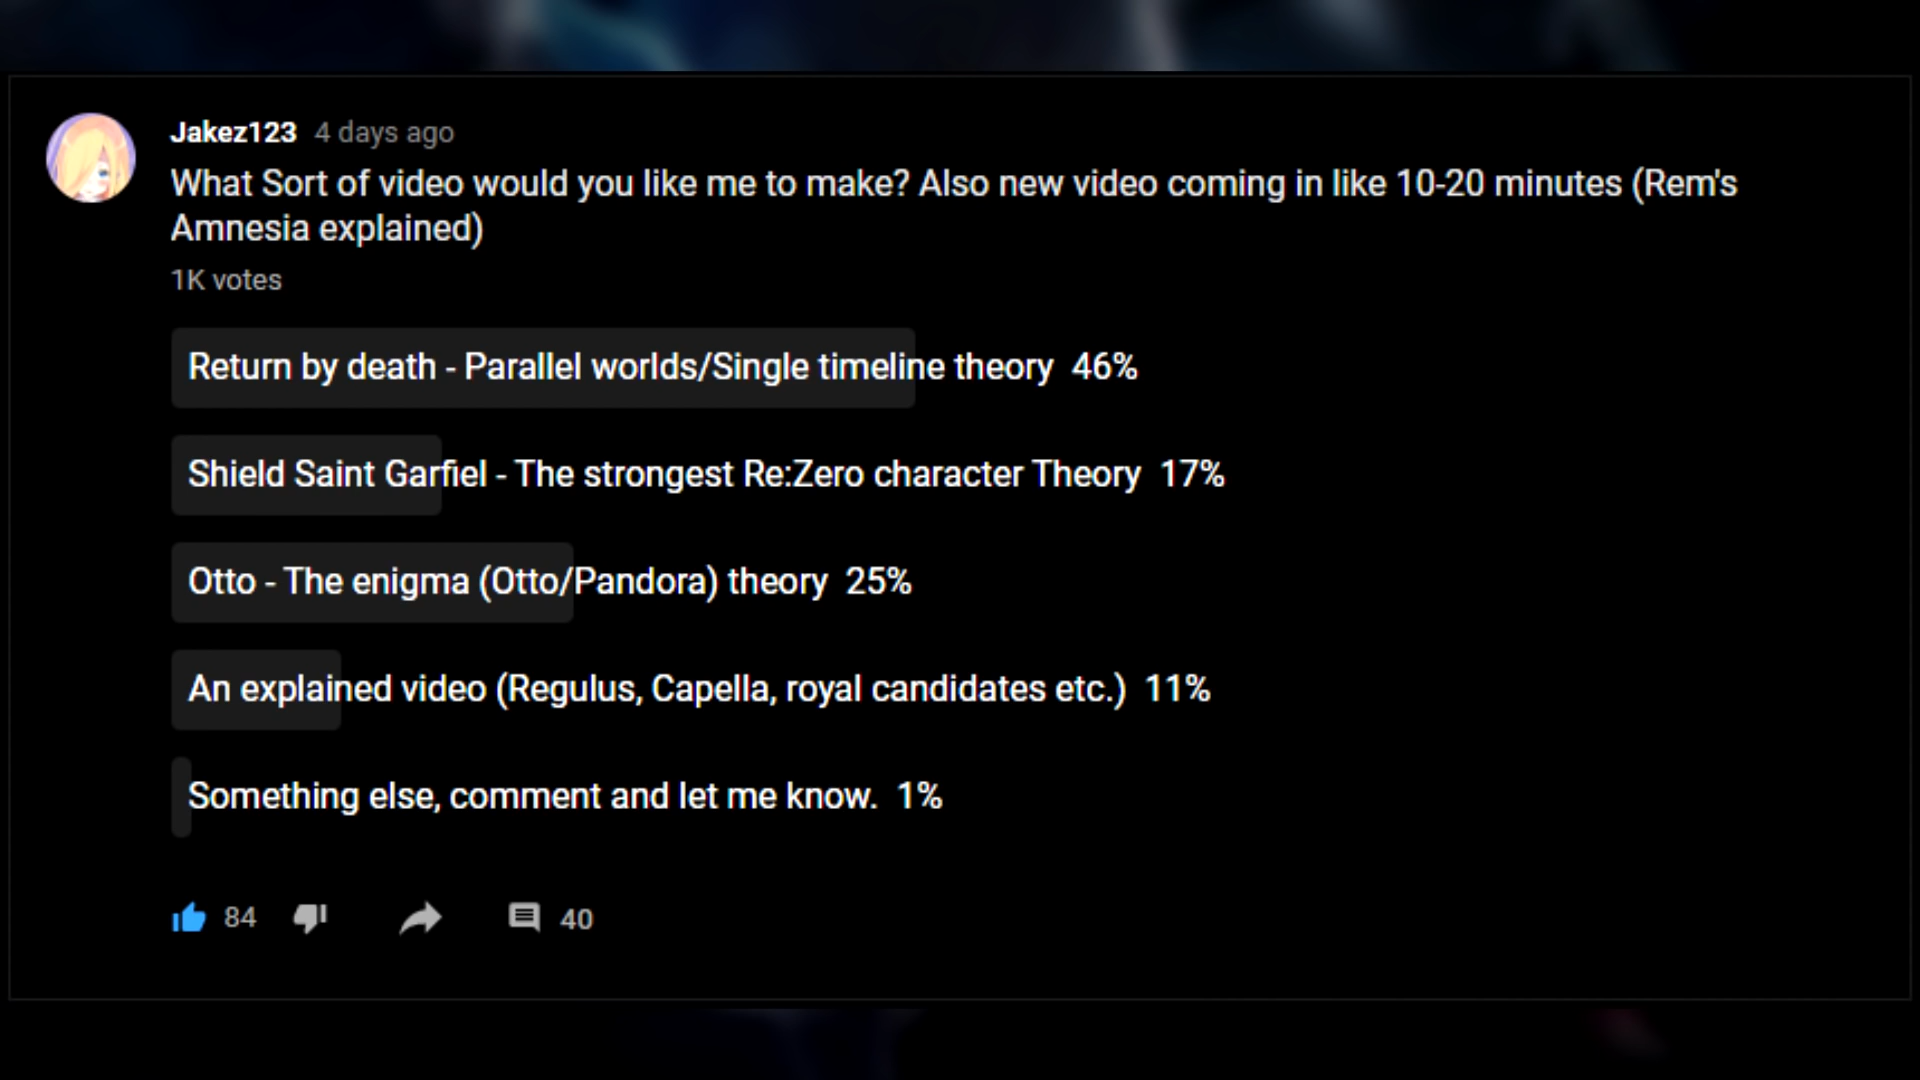 Jakez123 4 days ago
What Sort of video would you like me to make? Also new video coming in like 10-20 minutes (Rem's
Amnesia explained)
1K votes
Return by death - Parallel worlds/Single timeline theory 46%
Shield Saint Garfiel - The strongest Re:Zero character Theory 17%
Otto - The enigma (Otto/Pandora) theory 25%
An explained video (Regulus, Capella, royal candidates etc.) 11%
Something else, comment and let me know. 1%
84 40